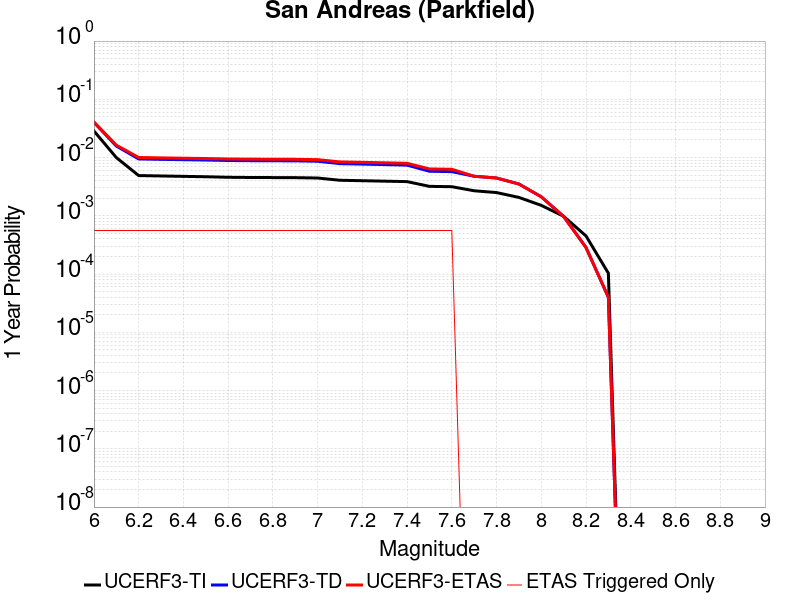 San Andreas (Parkfield)
10^0
10^-1
10^-2
10^-3
10^-4
10^-5
10^-6
10^-7
10^-8
1 Year Probability
6 6.2 6.4 6.6 6.8 7 7.2 7.4 7.6 7.8 8 8.2 8.4 8.6 8.8 9
Magnitude
UCERF3-TI UCERF3-TD UCERF3-ETAS ETAS Triggered Only